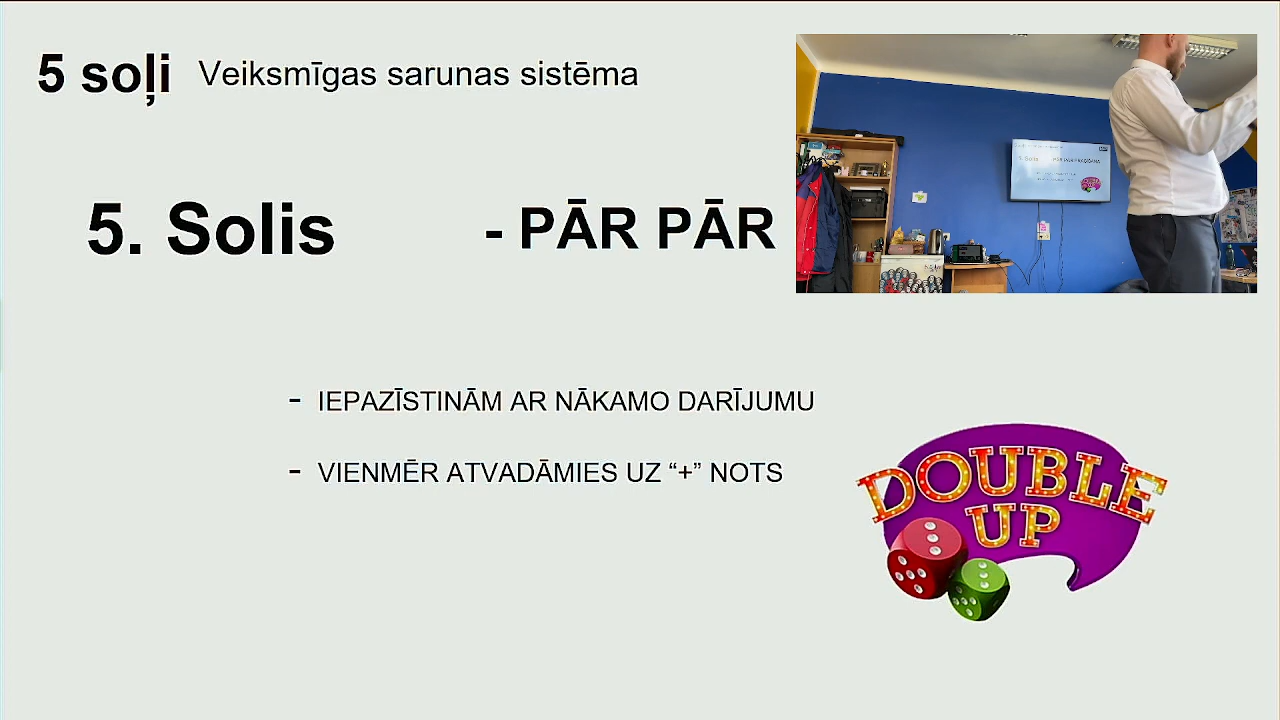 5 soļi Veiksmīgas sarunas sistēma
5. Solis - PĀR PĀR
- IEPAZĪSTINĀM AR NĀKAMO DARĪJUMU
- VIENMĒR ATVADĀMIES UZ “+” NOTS
DOUBLE
UP